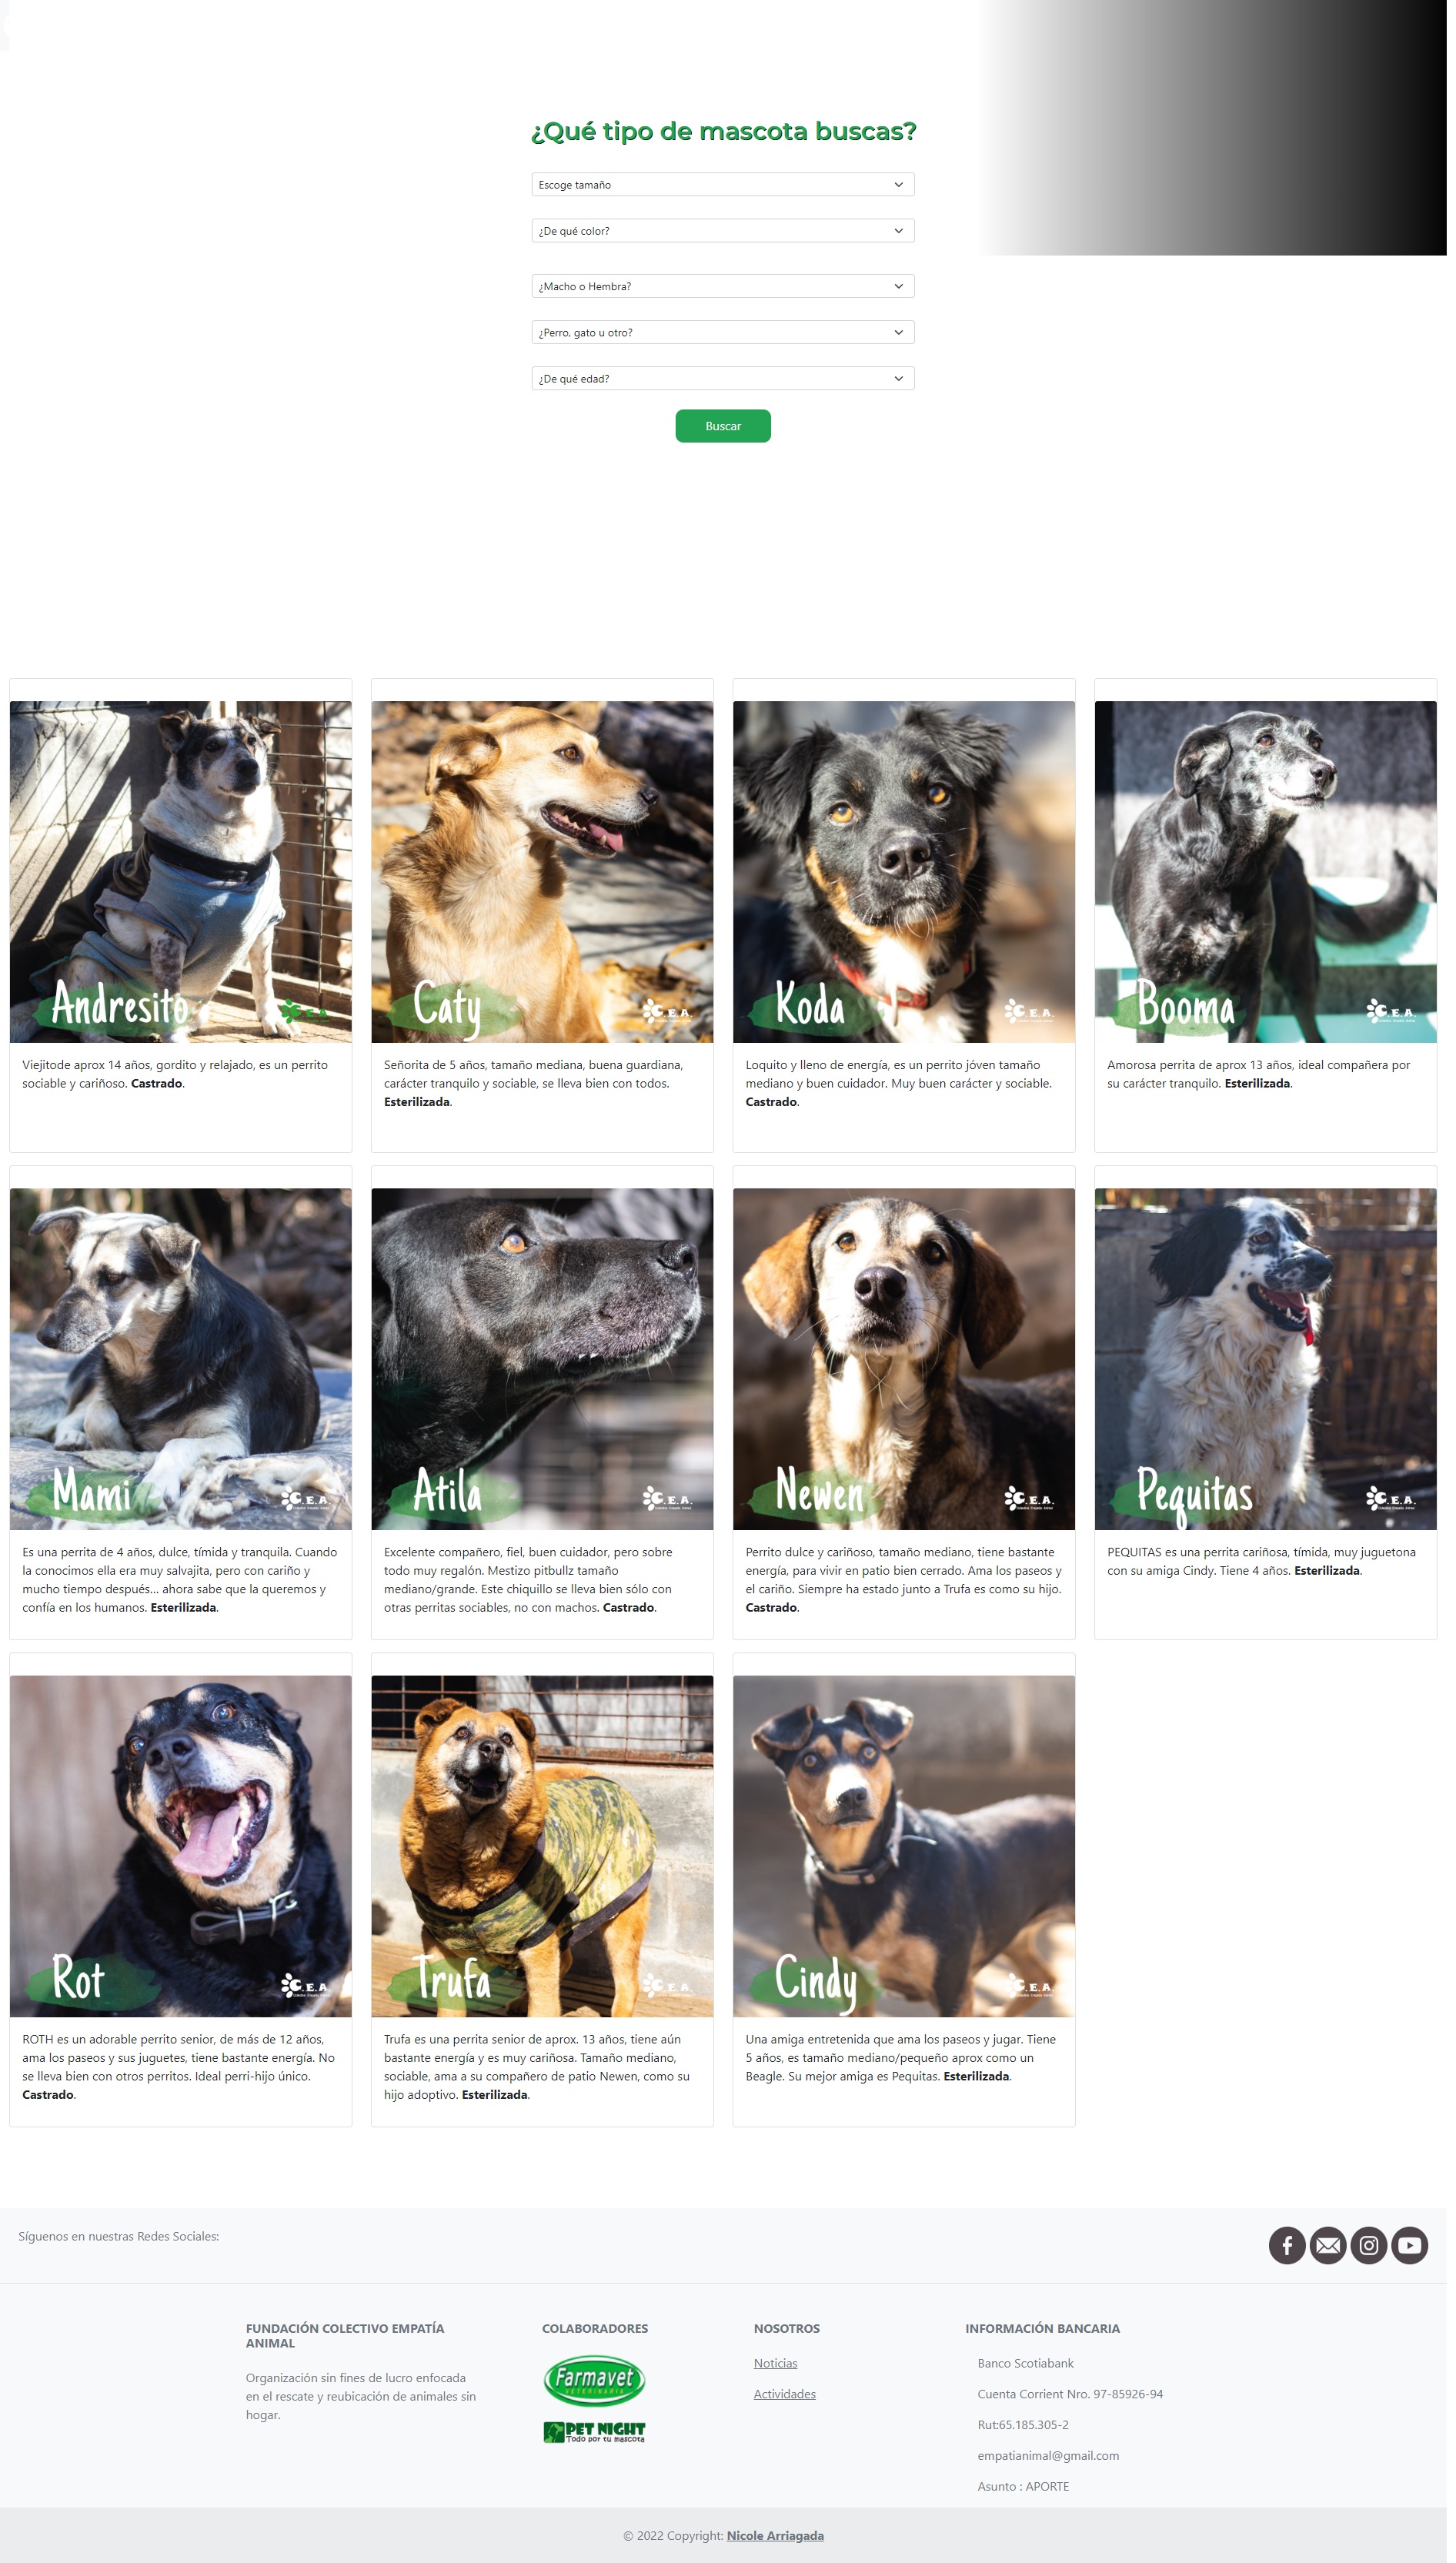 ¿Qué tipo de mascota buscas?
Escoge tamaño
¿De qué color?
¿Macho o Hembra?
¿Perro, gato u otro?
¿De qué edad?
Buscar
Andresito
C.E.A.
Viejitode aprox 14 años, gordito y relajado, es un perrito
sociable y cariñoso. Castrado.
Caty
C.E.A.
Señorita de 5 años, tamaño mediana, buena guardiana,
carácter tranquilo y sociable, se lleva bien con todos.
Esterilizada.
Koda
C.E.A.
Loquito y lleno de energía, es un perrito jóven tamaño
mediano y buen cuidador. Muy buen carácter y sociable.
Castrado.
Booma
C.E.A.
Amorosa perrita de aprox 13 años, ideal compañera por
su carácter tranquilo. Esterilizada.
Mami
C.E.A.
Es una perrita de 4 años, dulce, tímida y tranquila. Cuando
la conocimos ella era muy salvajita, pero con cariño y
mucho tiempo después... ahora sabe que la queremos y
confía en los humanos. Esterilizada.
Atila
C.E.A.
Excelente compañero, fiel, buen cuidador, pero sobre
todo muy regalón. Mestizo pitbullz tamaño
mediano/grande. Este chiquillo se lleva bien sólo con
otras perritas sociables, no con machos. Castrado.
Newen
C.E.A.
Perrito dulce y cariñoso, tamaño mediano, tiene bastante
energía, para vivir en patio bien cerrado. Ama los paseos y
el cariño. Siempre ha estado junto a Trufa es como su hijo.
Castrado.
Pequitas
C.E.A.
PEQUITAS es una perrita cariñosa, tímida, muy juguetona
con su amiga Cindy. Tiene 4 años. Esterilizada.
Rot
C.E.A.
ROTH es un adorable perrito senior, de más de 12 años,
ama los paseos y sus juguetes, tiene bastante energía. No
se lleva bien con otros perritos. Ideal perri-hijo único.
Castrado.
Trufa
C.E.A.
Trufa es una perrita senior de aprox. 13 años, tiene aún
bastante energía y es muy cariñosa. Tamaño mediano,
sociable, ama a su compañero de patio Newen, como su
hijo adoptivo. Esterilizada.
Cindy
C.E.A.
Una amiga entretenida que ama los paseos y jugar. Tiene
5 años, es tamaño mediano/pequeño aprox como un
Beagle. Su mejor amiga es Pequitas. Esterilizada.
Síguenos en nuestras Redes Sociales:
FUNDACIÓN COLECTIVO EMPATÍA
ANIMAL
Organización sin fines de lucro enfocada
en el rescate y reubicación de animales sin
hogar.
COLABORADORES
Farmavet
VETERINARIA
PET NIGHT
Todo por tu mascota
NOSOTROS
Noticias
Actividades
INFORMACIÓN BANCARIA
Banco Scotiabank
Cuenta Corrient Nro. 97-85926-94
Rut:65.185.305-2
empatianimal@gmail.com
Asunto : APORTE
© 2022 Copyright: Nicole Arriagada